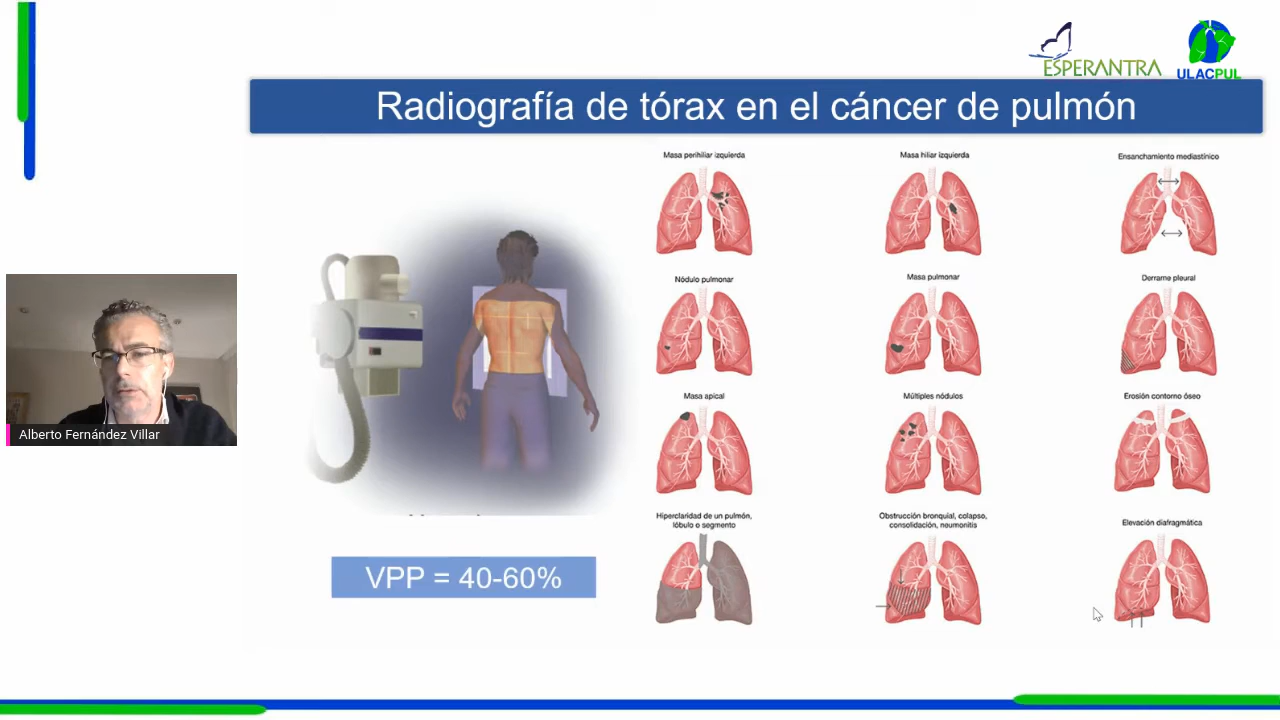 ESPERANTRA
ULACPUL
Radiografía de tórax en el cáncer de pulmón
Masa perihiliar izquierda
Masa hiliar izquierda
Ensanchamiento mediastínico
Nódulo pulmonar
Masa pulmonar
Derrame pleural
Masa apical
Múltiples nódulos
Erosión contorno óseo
Hiperclaridad de un pulmón,
lóbulo o segmento
Obstrucción bronquial, colapso,
consolidación, neumonitis
Elevación diafragmática
VPP = 40-60%
Alberto Fernández Villar